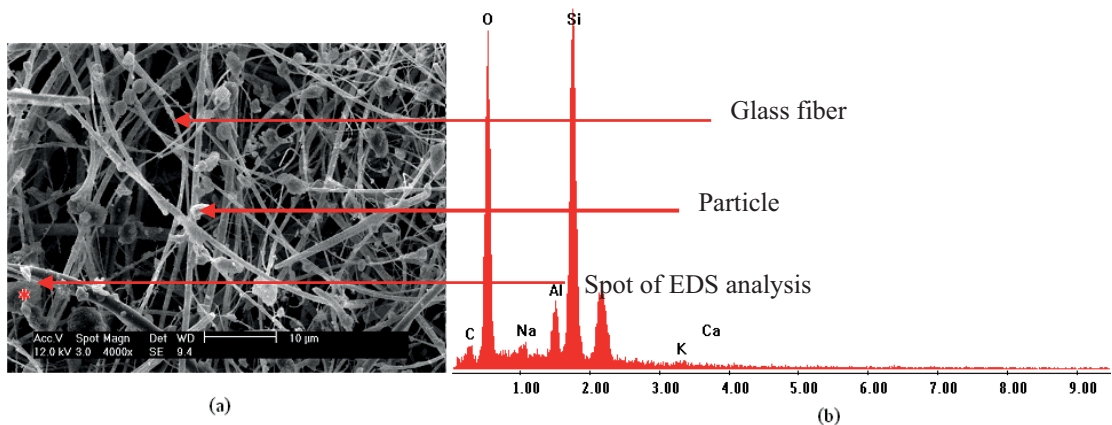 O
Si
Glass fiber
Particle
Spot of EDS analysis
Al
C
Na
K
Ca
Acc.V Spot Magn Det WD 10 µm
12.0 kV 3.0 4000x SE 9.4
1.00 2.00 3.00 4.00 5.00 6.00 7.00 8.00 9.00
(a)
(b)